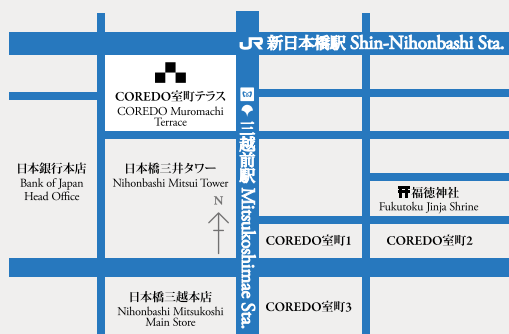 JR 新日本橋駅 Shin-Nihonbashi Sta.
COREDO室町テラス
COREDO Muromachi
Terrace
三越前駅 Mitsukoshimae Sta.
日本銀行本店
Bank of Japan
Head Office
日本橋三井タワー
Nihonbashi Mitsui Tower
N
福徳神社
Fukutoku Jinja Shrine
COREDO室町1
COREDO室町2
日本橋三越本店
Nihonbashi Mitsukoshi
Main Store
COREDO室町3